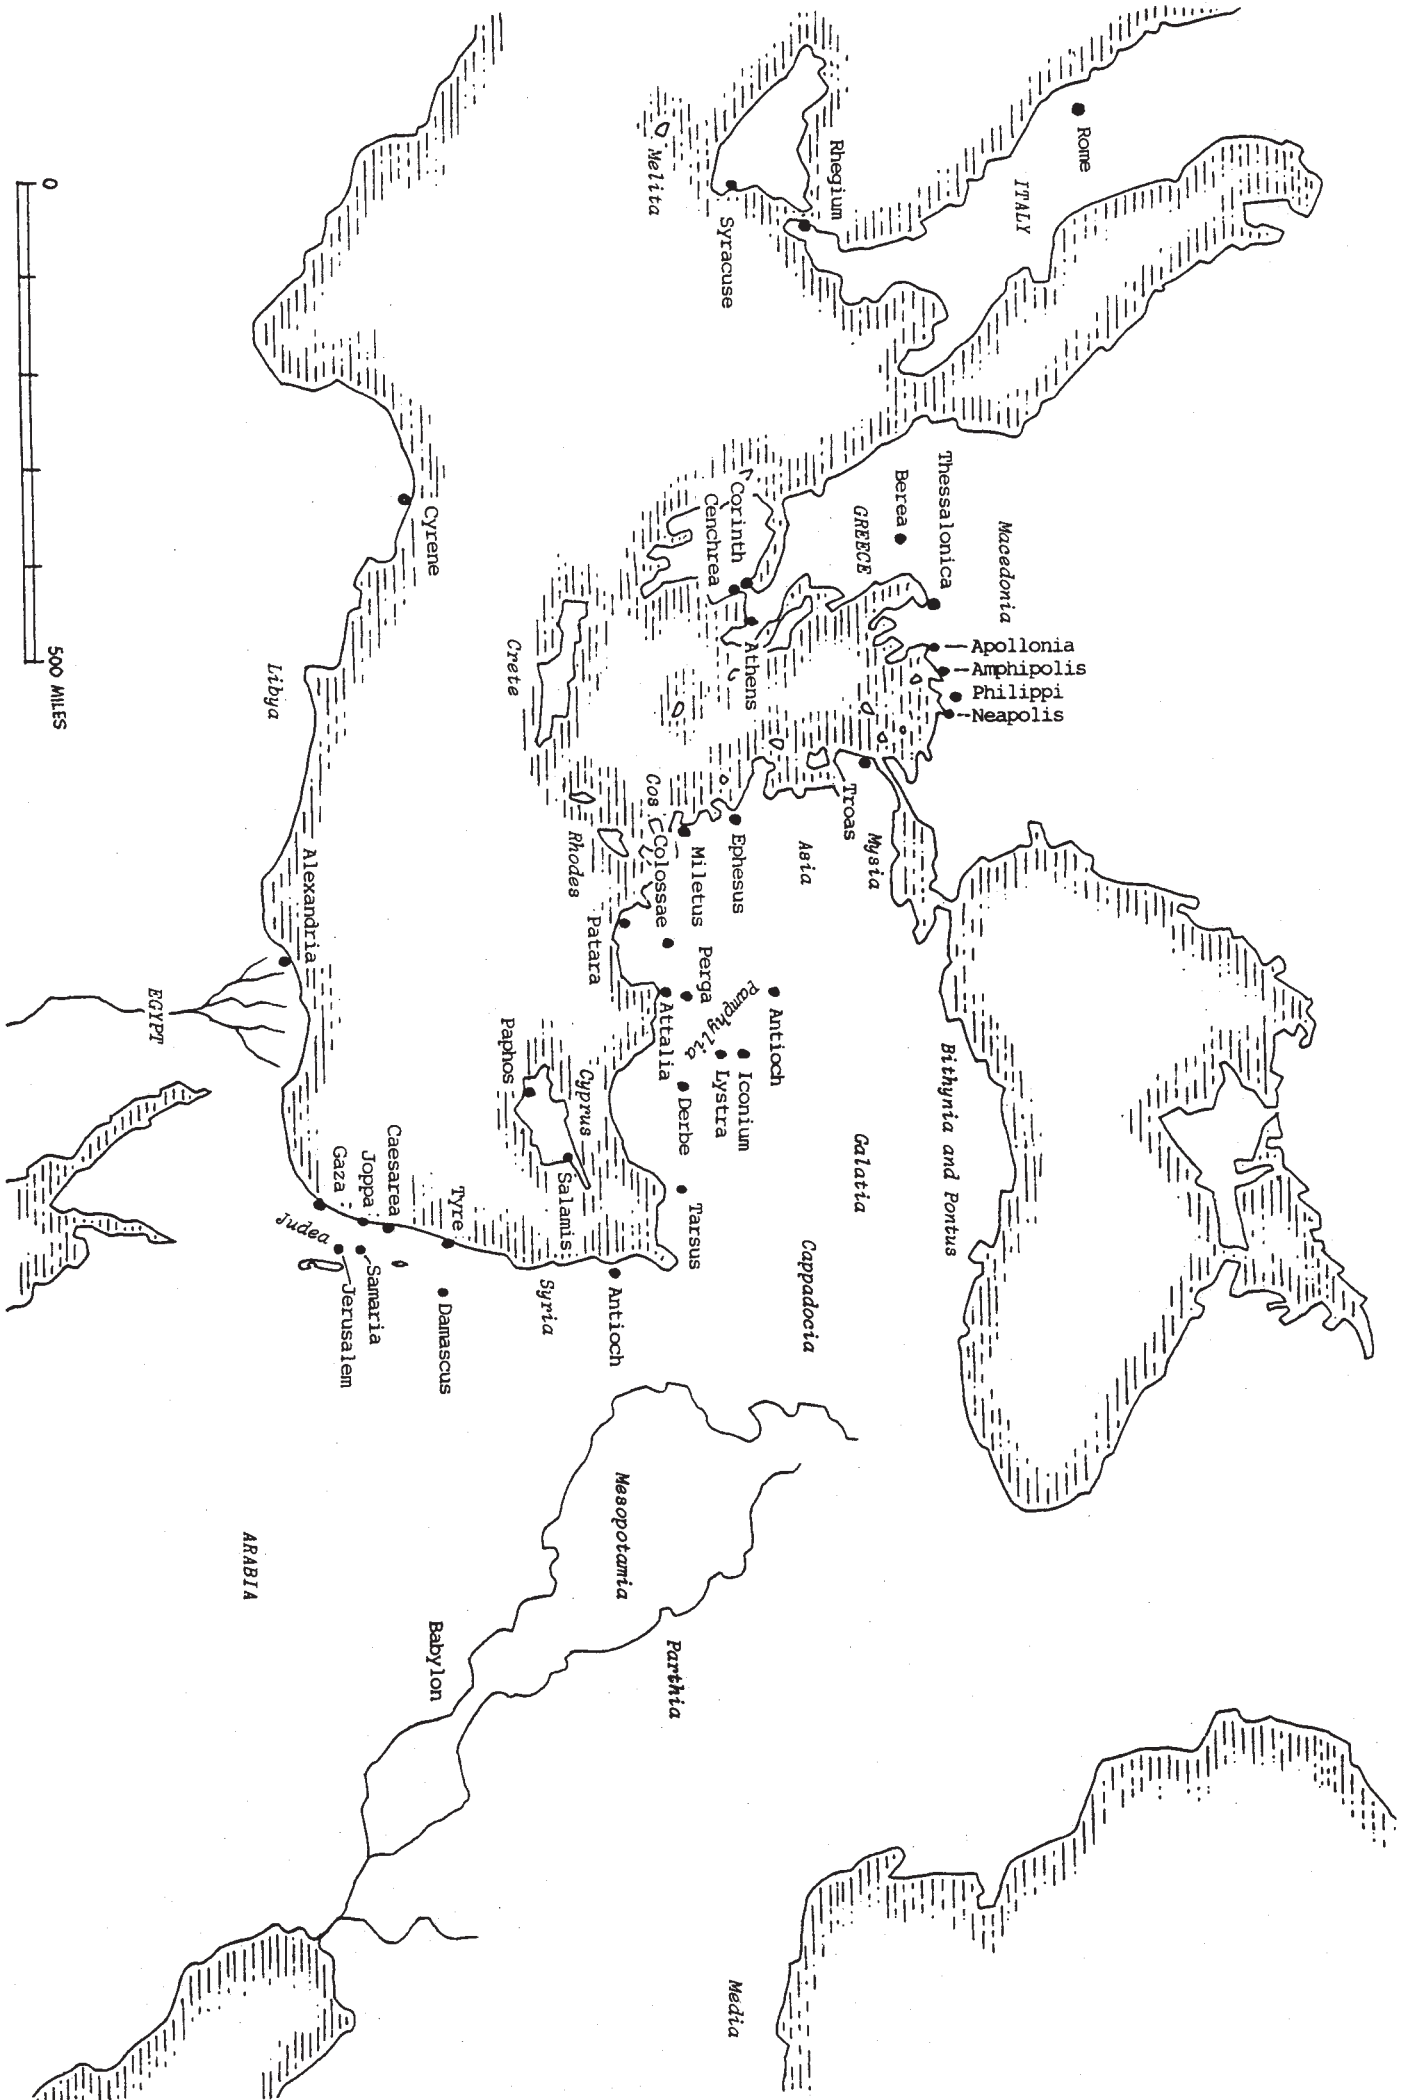 Rome
ITALY
Rhegium
Syracuse
Melita
Macedonia
Thessalonica
Berea
GREECE
Apollonia
Amphipolis
Philippi
Neapolis
Corinth
Cenchrea
Athens
Crete
Cyrene
Libya
Troas
Mysia
Asia
Ephesus
Miletus
Cos
Colossae
Rhodes
Patara
Perga
Attalia
Pamphylia
Antioch
Iconium
Lystra
Derbe
Tarsus
Bithynia and Pontus
Galatia
Cappadocia
Cyprus
Paphos
Salamis
Antioch
Syria
Alexandria
EGYPT
Tyre
Caesarea
Joppa
Gaza
Judea
Damascus
Samaria
Jerusalem
Mesopotamia
Parthia
Babylon
ARABIA
Media
0
500 MILES